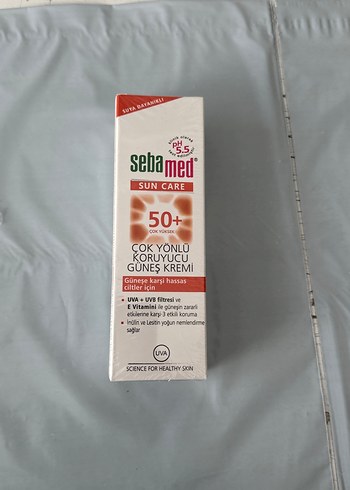 SUYA DAYANIKLI
pH
5.5
sebamed®
SUN CARE
50+
ÇOK YÜKSEK
ÇOK YÖNLÜ
KORUYUCU
GÜNEŞ KREMİ
Güneşe karşı hassas
ciltler için
• UVA + UVB filtresi ve
E Vitamini ile güneşin zararlı
etkilerine karşı 3 etkili koruma
• İnülin ve Lesitin yoğun nemlendirme
sağlar
UVA
SCIENCE FOR HEALTHY SKIN